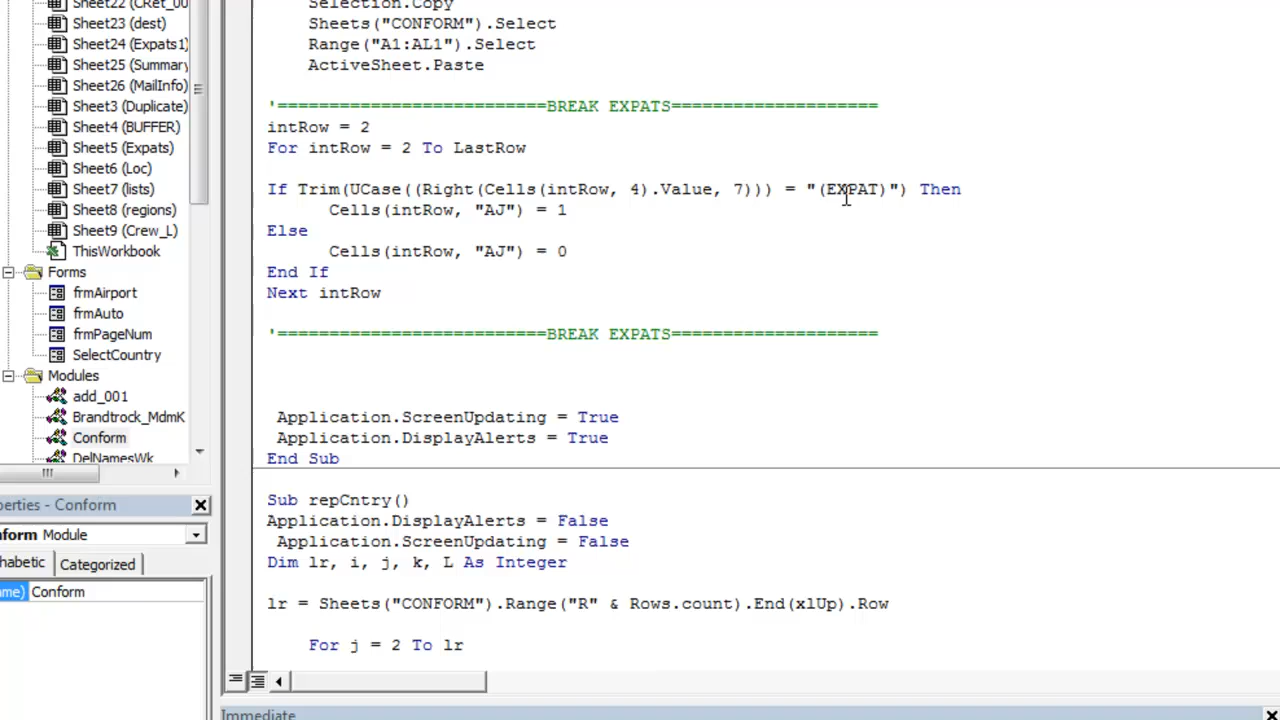 Sheet22 (CRet_00
Sheet23 (dest)
Sheet24 (Expats1)
Sheet25 (Summary
Sheet26 (MailInfo)
Sheet3 (Duplicate)
Sheet4 (BUFFER)
Sheet5 (Expats)
Sheet6 (Loc)
Sheet7 (lists)
Sheet8 (regions)
Sheet9 (Crew_L)
ThisWorkbook
Forms
frmAirport
frmAuto
frmPageNum
SelectCountry
Modules
add_001
Brandtrock_MdmK
Conform
DelNamesWk
perties - Conform
nform Module
habetic Categorized
ame) Conform
Selection.Copy
Sheets("CONFORM").Select
Range("A1:AL1").Select
ActiveSheet.Paste
'==========================BREAK EXPATS====================
intRow = 2
For intRow = 2 To LastRow
If Trim(UCase((Right(Cells(intRow, 4).Value, 7))) = "(EXPAT)") Then
Cells(intRow, "AJ") = 1
Else
Cells(intRow, "AJ") = 0
End If
Next intRow
'==========================BREAK EXPATS====================
Application.ScreenUpdating = True
Application.DisplayAlerts = True
End Sub
Sub repCntry()
Application.DisplayAlerts = False
Application.ScreenUpdating = False
Dim lr, i, j, k, L As Integer
lr = Sheets("CONFORM").Range("R" & Rows.count).End(xlUp).Row
For j = 2 To lr
Immediate